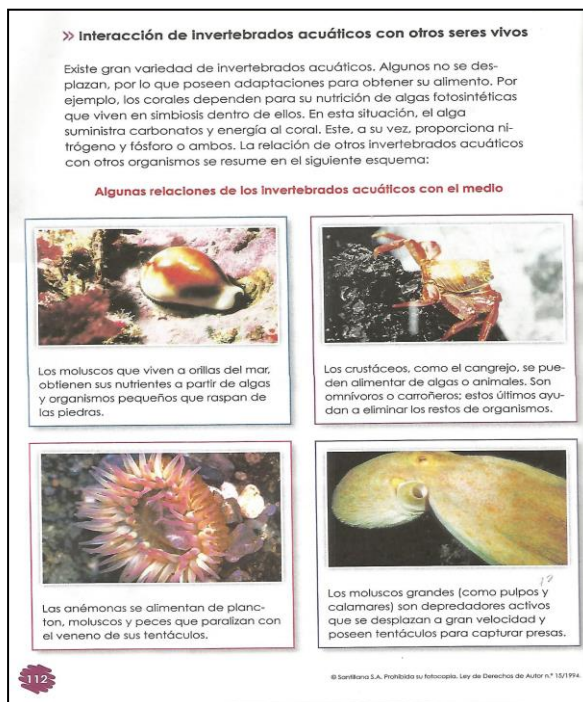 » Interacción de invertebrados acuáticos con otros seres vivos
Existe gran variedad de invertebrados acuáticos. Algunos no se des-
plazan, por lo que poseen adaptaciones para obtener su alimento. Por
ejemplo, los corales dependen para su nutrición de algas fotosintéticas
que viven en simbiosis dentro de ellos. En esta situación, el alga
suministra carbonatos y energía al coral. Este, a su vez, proporciona ni-
trógeno y fósforo o ambos. La relación de otros invertebrados acuáticos
con otros organismos se resume en el siguiente esquema:
Algunas relaciones de los invertebrados acuáticos con el medio
Los moluscos que viven a orillas del mar,
obtienen sus nutrientes a partir de algas
y organismos pequeños que raspan de
las piedras.
Los crustáceos, como el cangrejo, se pue-
den alimentar de algas o animales. Son
omnívoros o carroñeros; estos últimos ayu-
dan a eliminar los restos de organismos.
Las anémonas se alimentan de planc-
ton, moluscos y peces que paralizan con
el veneno de sus tentáculos.
Los moluscos grandes (como pulpos y
calamares) son depredadores activos
que se desplazan a gran velocidad y
poseen tentáculos para capturar presas.
112
© Santillana S.A. Prohibida su fotocopia. Ley de Derechos de Autor n.° 15/1994.